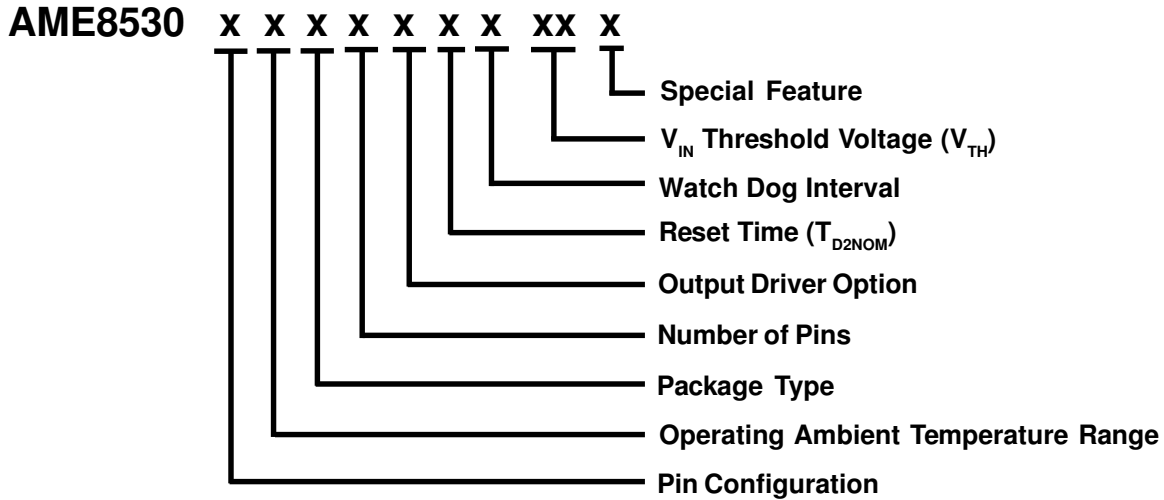 AME8530 x x x x x x x xx x
Special Feature
V_IN Threshold Voltage (V_TH)
Watch Dog Interval
Reset Time (T_D2NOM)
Output Driver Option
Number of Pins
Package Type
Operating Ambient Temperature Range
Pin Configuration